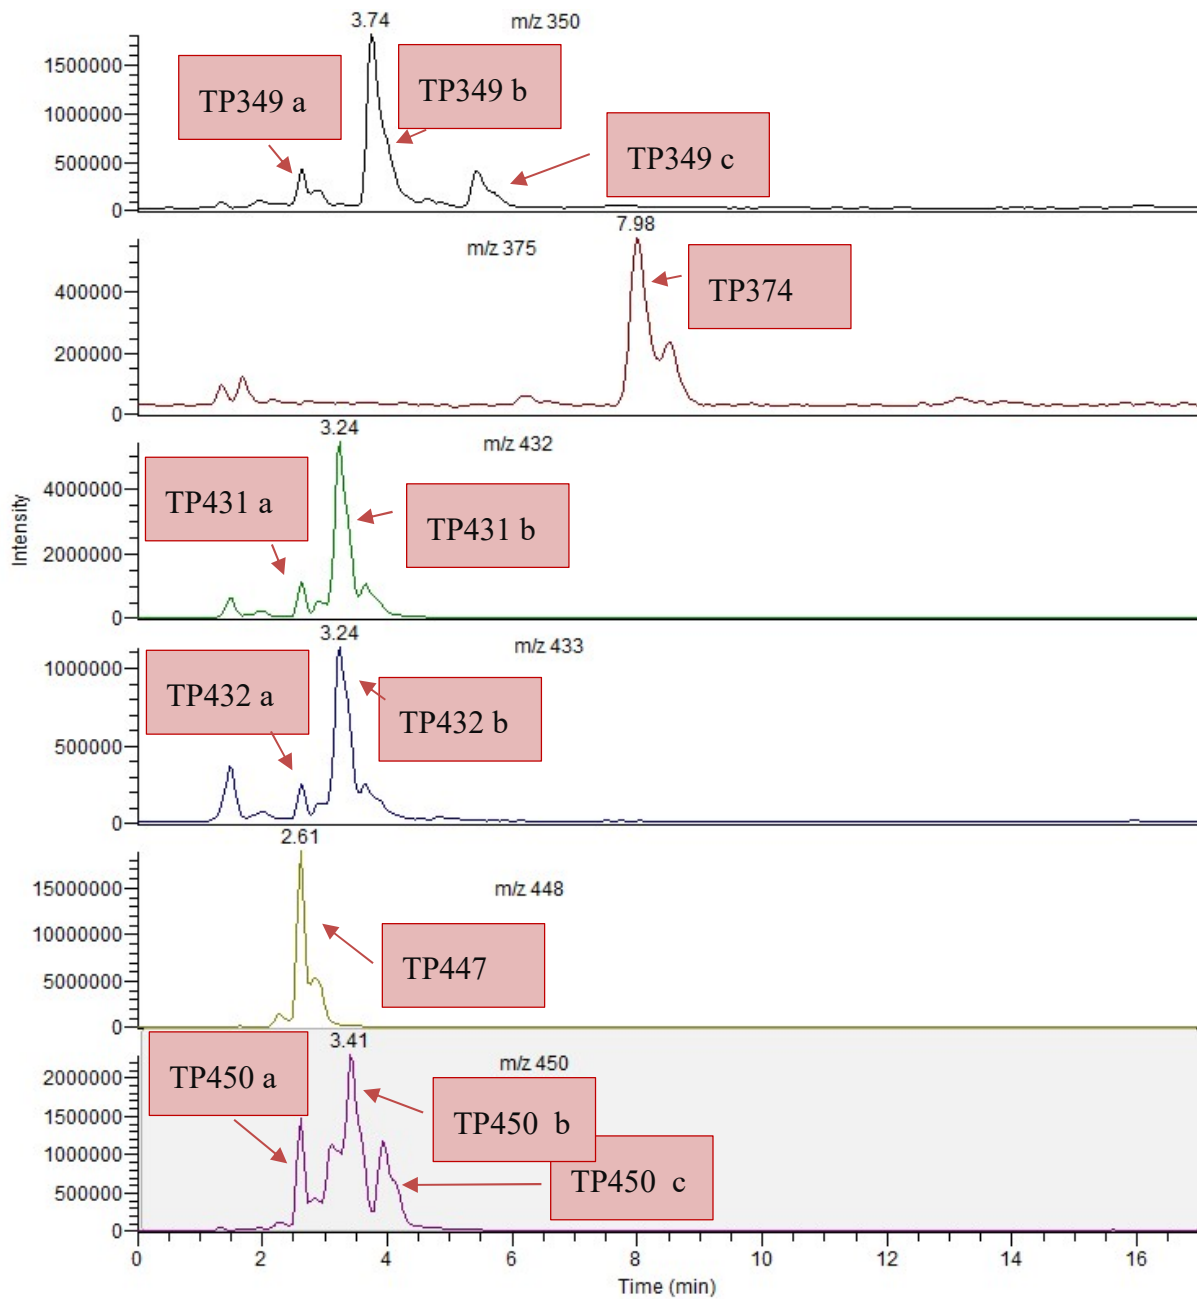 3.74
m/z 350
1500000
1000000
500000
0
TP349 a
TP349 b
TP349 c
7.98
m/z 375
400000
200000
0
TP374
3.24
m/z 432
4000000
2000000
0
TP431 a
TP431 b
Intensity
3.24
m/z 433
1000000
500000
0
TP432 a
TP432 b
2.61
m/z 448
15000000
10000000
5000000
0
TP447
3.41
m/z 450
2000000
1500000
1000000
500000
0
TP450 a
TP450 b
TP450 c
0 2 4 6 8 10 12 14 16
Time (min)